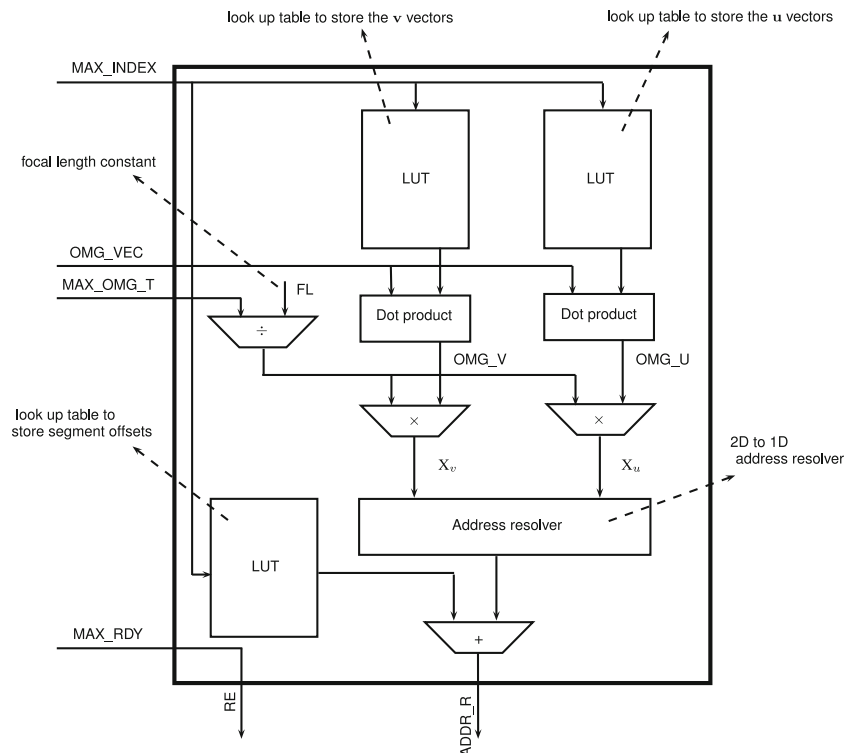 look up table to store the v vectors
look up table to store the u vectors
MAX_INDEX
focal length constant
LUT
LUT
OMG_VEC
MAX_OMG_T
FL
÷
Dot product
Dot product
OMG_V
OMG_U
×
×
look up table to
store segment offsets
Xv
Xu
2D to 1D
address resolver
Address resolver
LUT
MAX_RDY
+
RE
ADDR_R